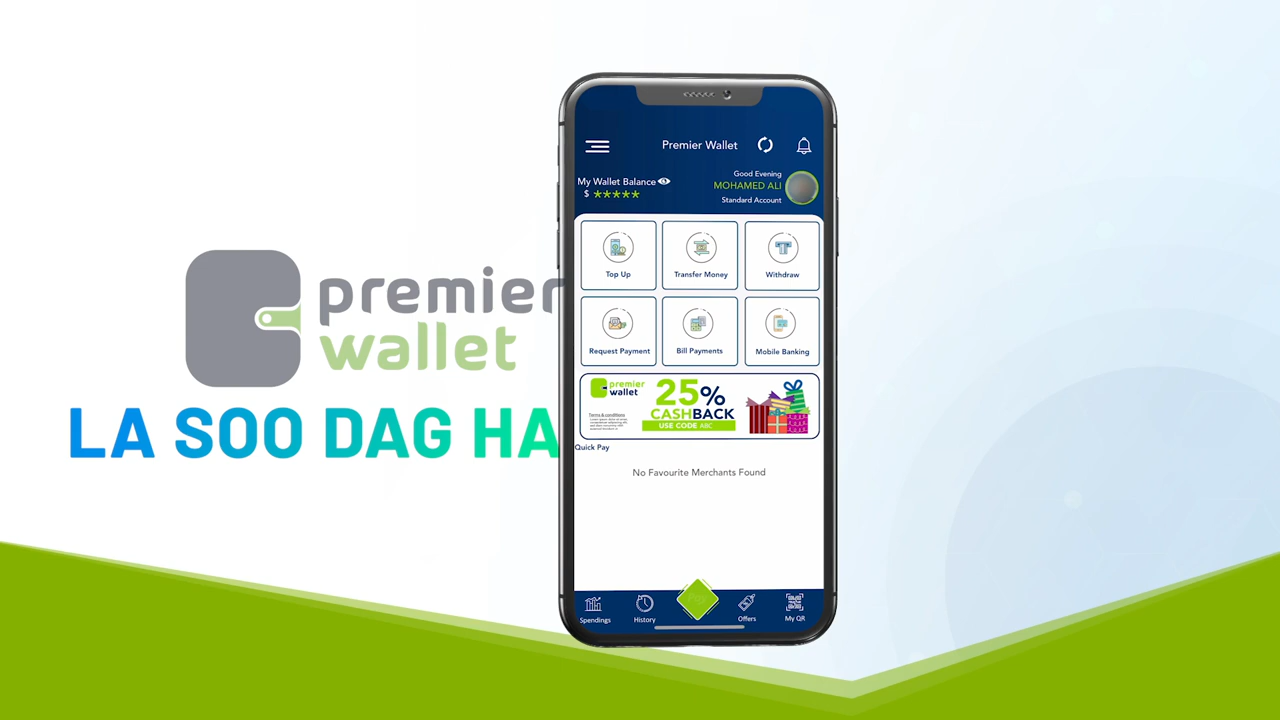 premier
wallet
LA SOO DAG HA
Premier Wallet
My Wallet Balance
$ *****
Good Evening
MOHAMED ALI
Standard Account
Top Up
Transfer Money
Withdraw
Request Payment
Bill Payments
Mobile Banking
premier
wallet
Terms & conditions
25%
CASHBACK
USE CODE ABC
Quick Pay
No Favourite Merchants Found
Spendings
History
Offers
My QR